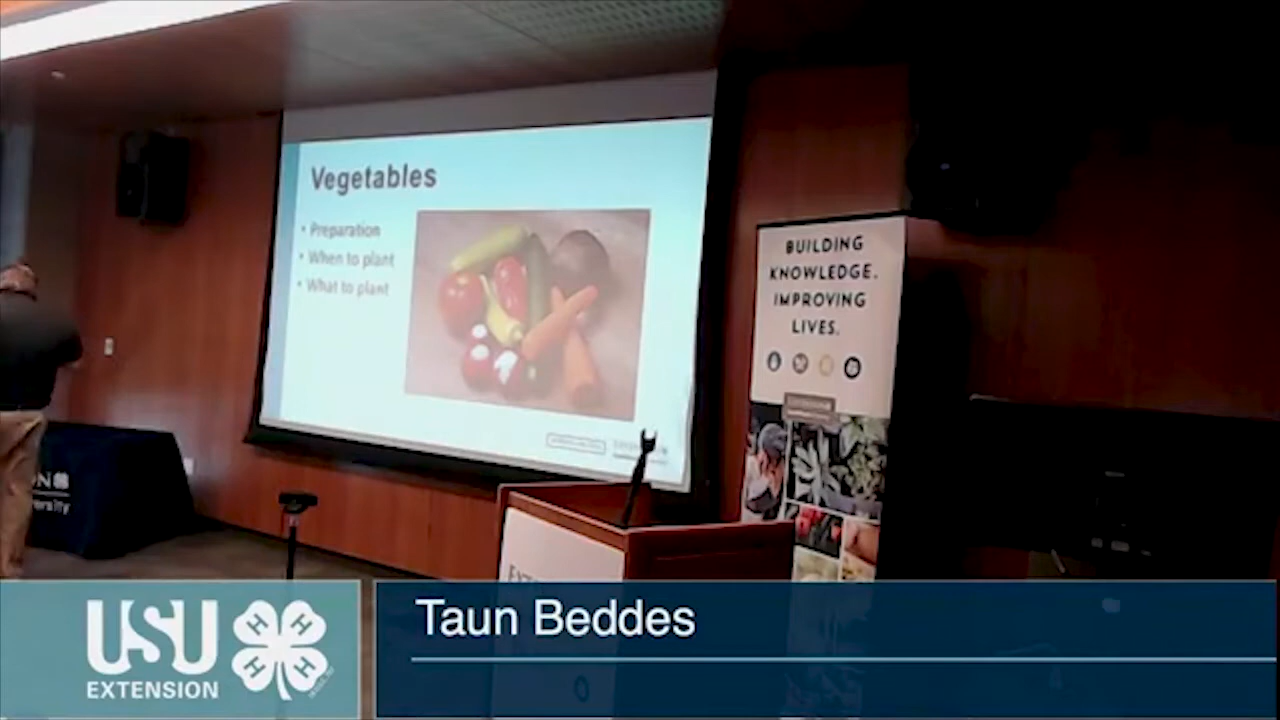 Vegetables
• Preparation
• When to plant
• What to plant
BUILDING
KNOWLEDGE.
IMPROVING
LIVES.
USU
EXTENSION
H H H H
Taun Beddes